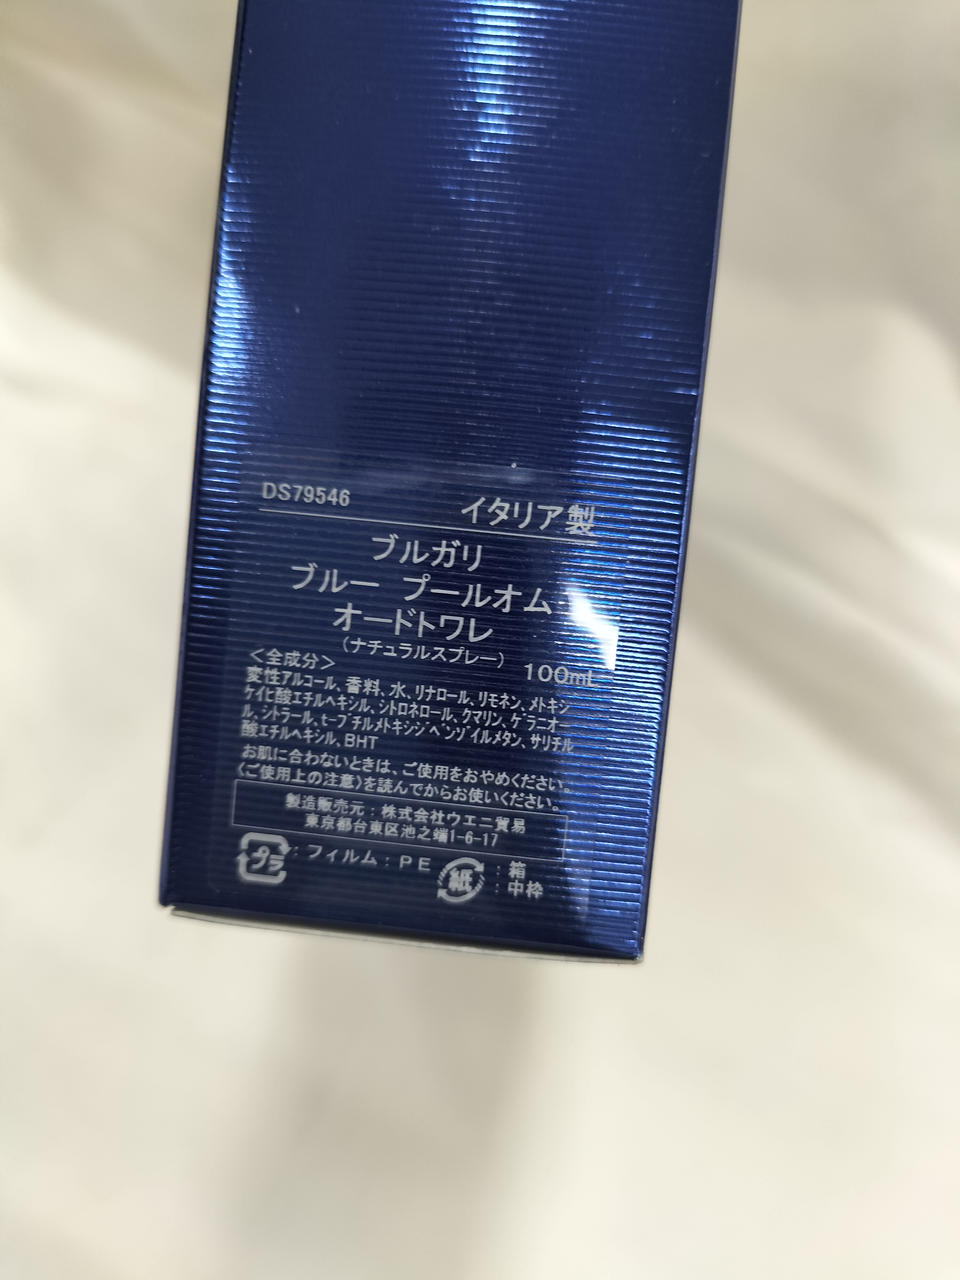 DS79546 イタリア製
ブルガリ
ブルー プールオム
オードトワレ
(ナチュラルスプレー)
100mL
<全成分>
変性アルコール、香料、水、リナロール、リモネン、メトキシ
ケイヒ酸エチルヘキシル、シトロネロール、クマリン、ゲラニオー
ル、シトラール、t-ブチルメトキシジベンゾイルメタン、サリチル
酸エチルヘキシル、BHT
お肌に合わないときは、ご使用をおやめください。
〈ご使用上の注意〉を読んでからお使いください。
製造販売元:株式会社ウエニ貿易
東京都台東区池之端1-6-17
プラ :フィルム:PE 紙 :箱
:中枠